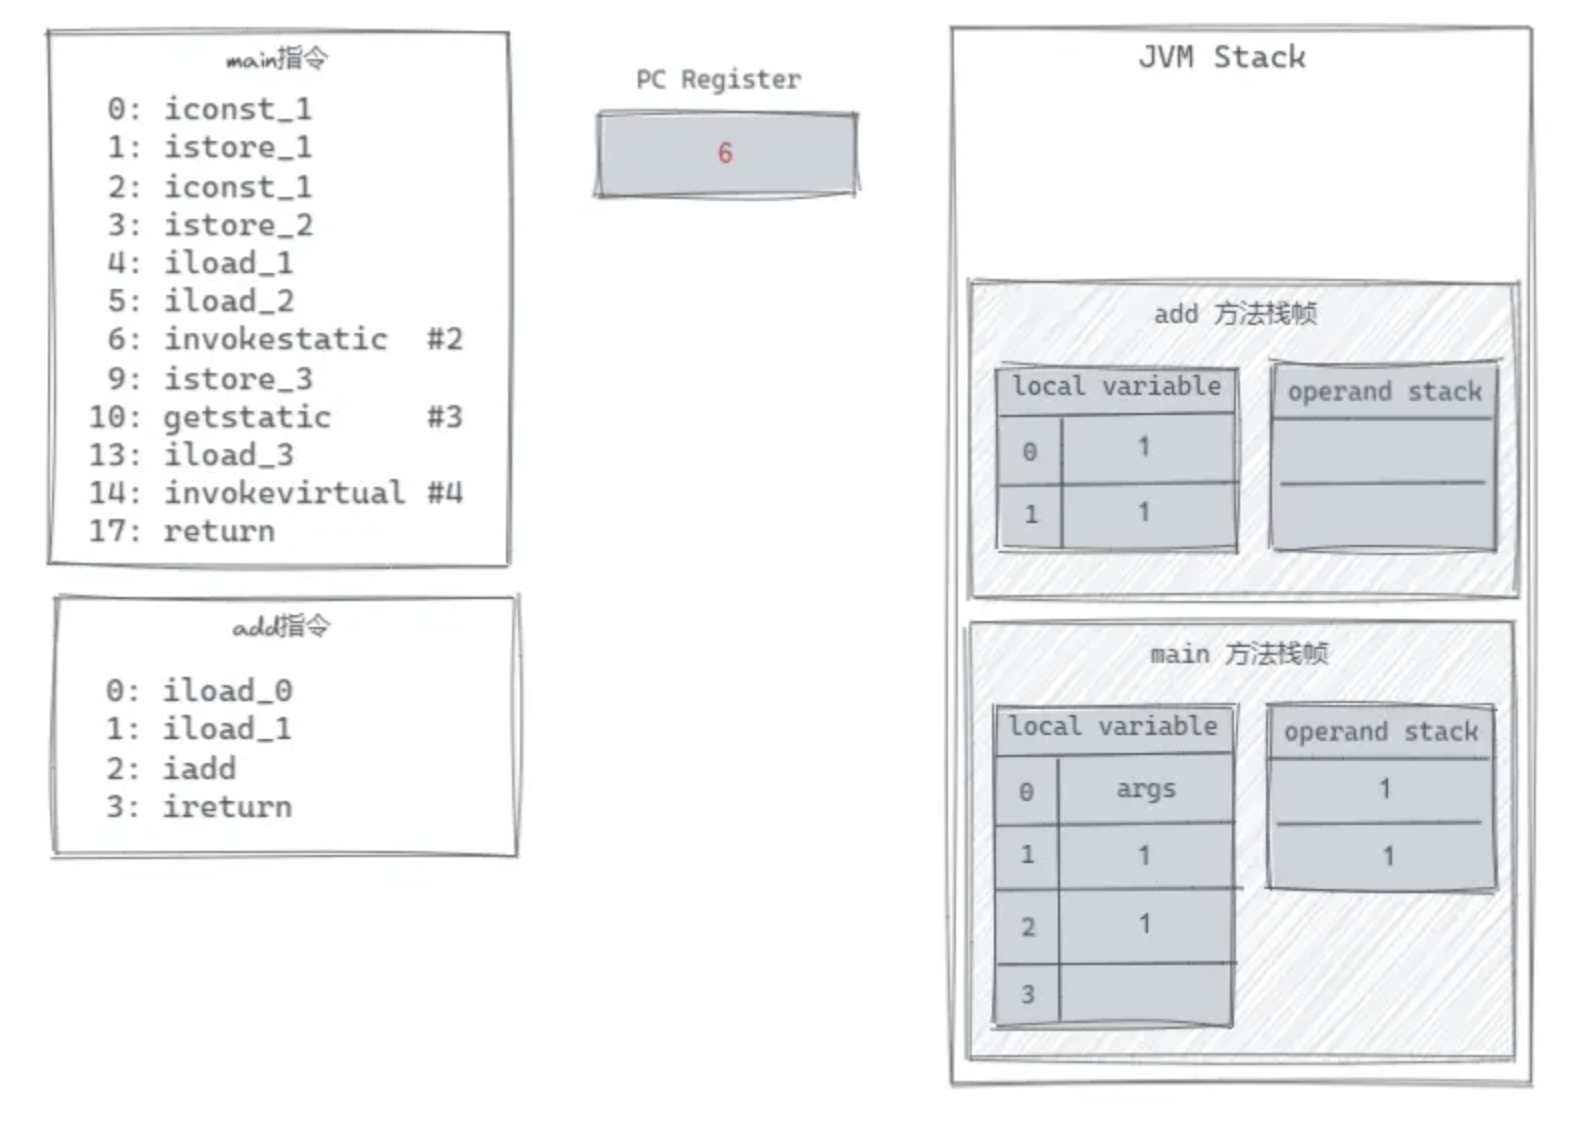 main指令
0: iconst_1
1: istore_1
2: iconst_1
3: istore_2
4: iload_1
5: iload_2
6: invokestatic #2
9: istore_3
10: getstatic #3
13: iload_3
14: invokevirtual #4
17: return
add指令
0: iload_0
1: iload_1
2: iadd
3: ireturn
PC Register
6
JVM Stack
add 方法栈帧
local variable
0 1
1 1
operand stack
main 方法栈帧
local variable
0 args
1 1
2 1
3
operand stack
1
1